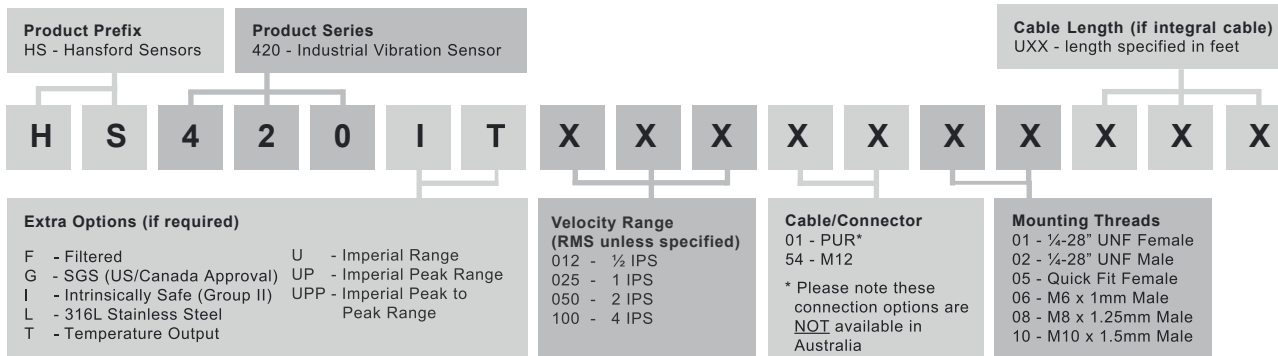 Product Prefix
HS - Hansford Sensors
Product Series
420 - Industrial Vibration Sensor
Cable Length (if integral cable)
UXX - length specified in feet
H S 4 2 0 I T X X X X X X X X X X
Extra Options (if required)
F - Filtered
G - SGS (US/Canada Approval)
I - Intrinsically Safe (Group II)
L - 316L Stainless Steel
T - Temperature Output
U - Imperial Range
UP - Imperial Peak Range
UPP - Imperial Peak to
Peak Range
Velocity Range
(RMS unless specified)
012 - ½ IPS
025 - 1 IPS
050 - 2 IPS
100 - 4 IPS
Cable/Connector
01 - PUR*
54 - M12
* Please note these
connection options are
NOT available in
Australia
Mounting Threads
01 - ¼-28” UNF Female
02 - ¼-28” UNF Male
05 - Quick Fit Female
06 - M6 x 1mm Male
08 - M8 x 1.25mm Male
10 - M10 x 1.5mm Male